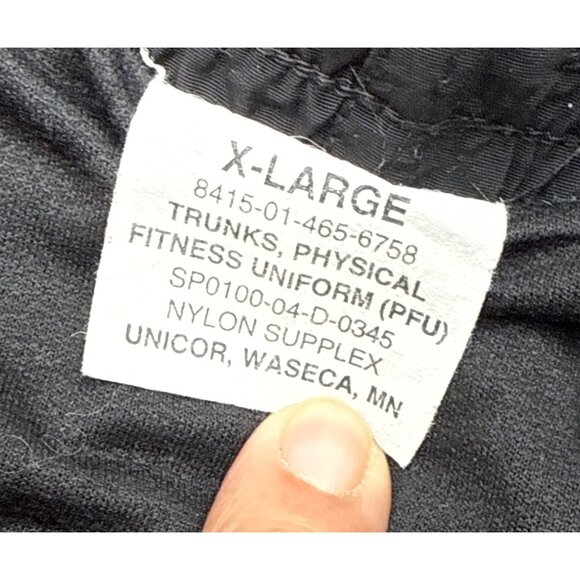 X-LARGE
8415-01-465-6758
TRUNKS, PHYSICAL
FITNESS UNIFORM (PFU)
SP0100-04-D-0345
NYLON SUPPLEX
UNICOR, WASECA, MN